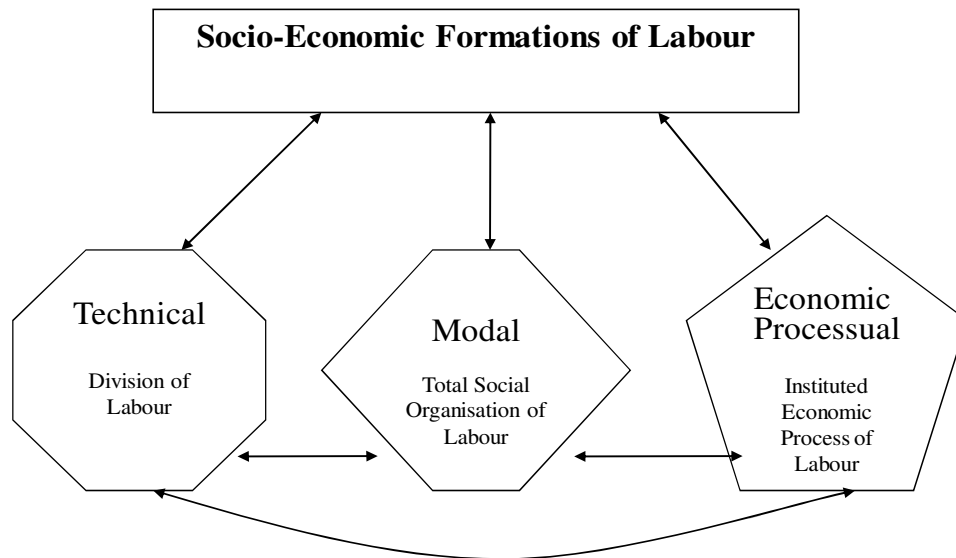 Socio-Economic Formations of Labour
Technical
Division of
Labour
Modal
Total Social
Organisation of
Labour
Economic
Processual
Instituted
Economic
Process of
Labour